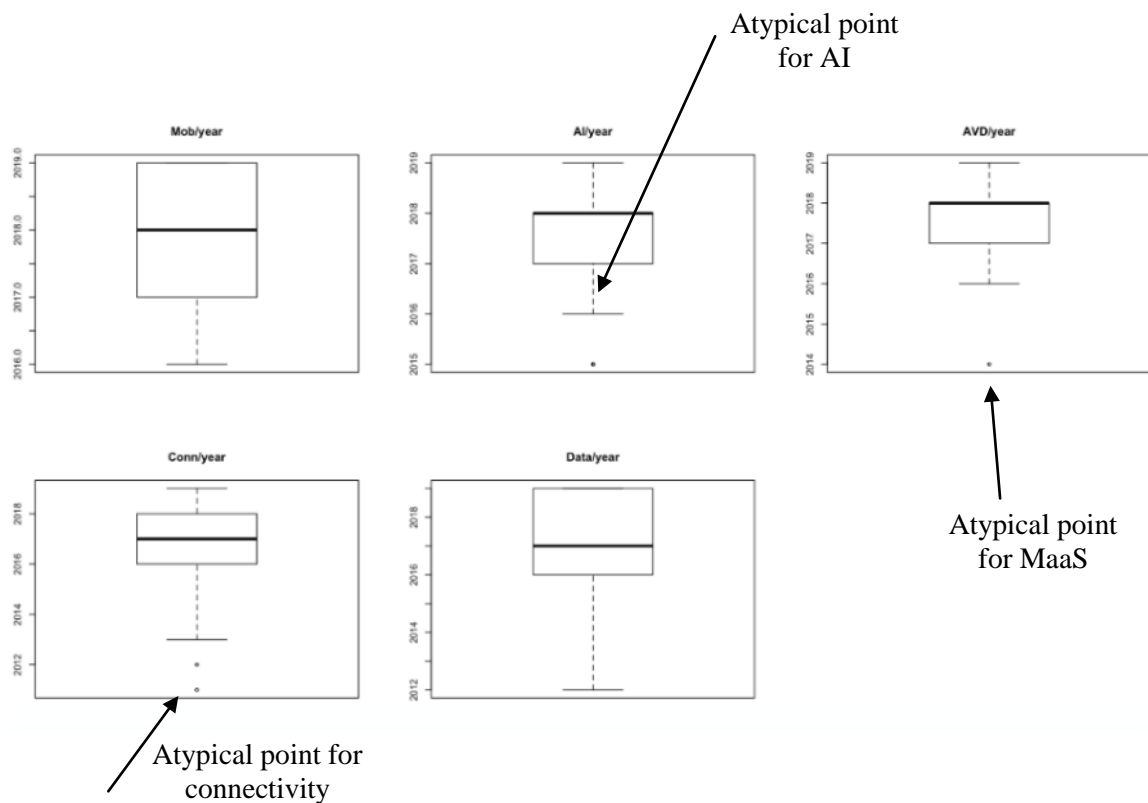 Atypical point
for AI
Mob/year
2019.0
2018.0
2017.0
2016.0
AI/year
2019
2018
2017
2016
2015
AVD/year
2019
2018
2017
2016
2015
2014
Conn/year
2018
2016
2014
2012
Data/year
2018
2016
2014
2012
Atypical point
for MaaS
Atypical point for
connectivity